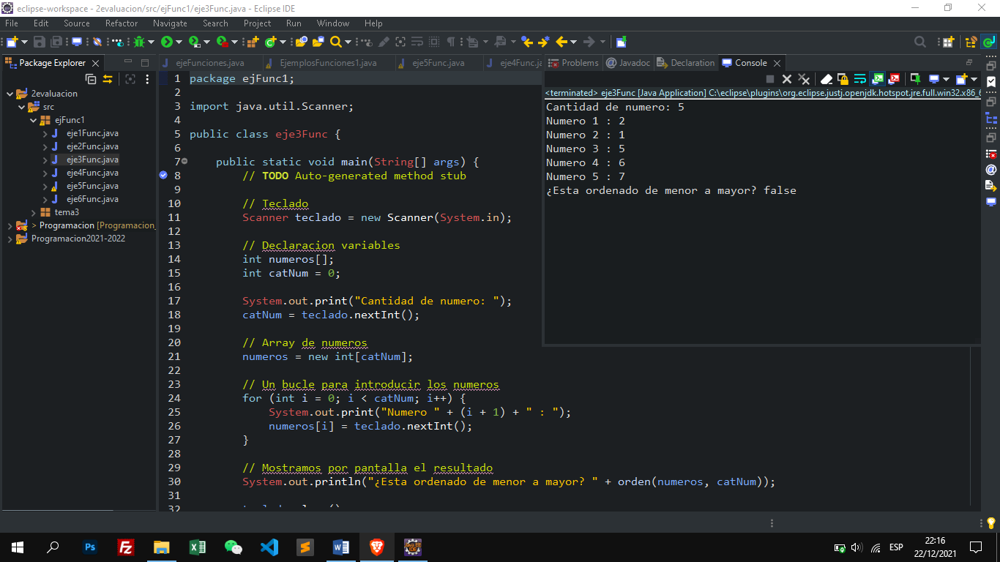 eclipse-workspace - 2evaluacion/src/ejFunc1/eje3Func.java - Eclipse IDE
File Edit Source Refactor Navigate Search Project Run Window Help
Package Explorer
2evaluacion
src
ejFunc1
eje1Func.java
eje2Func.java
eje3Func.java
eje4Func.java
eje5Func.java
eje6Func.java
tema3
> Programacion [Programacion_
Programacion2021-2022
ejeFunciones.java EjemplosFunciones1.java eje5Func.java eje4Func.ja
1 package ejFunc1;
2
3 import java.util.Scanner;
4
5 public class eje3Func {
6
7 public static void main(String[] args) {
8 // TODO Auto-generated method stub
9
10 // Teclado
11 Scanner teclado = new Scanner(System.in);
12
13 // Declaracion variables
14 int numeros[];
15 int catNum = 0;
16
17 System.out.print("Cantidad de numero: ");
18 catNum = teclado.nextInt();
19
20 // Array de numeros
21 numeros = new int[catNum];
22
23 // Un bucle para introducir los numeros
24 for (int i = 0; i < catNum; i++) {
25 System.out.print("Numero " + (i + 1) + " : ");
26 numeros[i] = teclado.nextInt();
27 }
28
29 // Mostramos por pantalla el resultado
30 System.out.println("¿Esta ordenado de menor a mayor? " + orden(numeros, catNum));
31
32
Problems Javadoc Declaration Console
<terminated> eje3Func [Java Application] C:\eclipse\plugins\org.eclipse.justj.openjdk.hotspot.jre.full.win32.x86_6
Cantidad de numero: 5
Numero 1 : 2
Numero 2 : 1
Numero 3 : 5
Numero 4 : 6
Numero 5 : 7
¿Esta ordenado de menor a mayor? false
Ps
ESP
22:16
22/12/2021